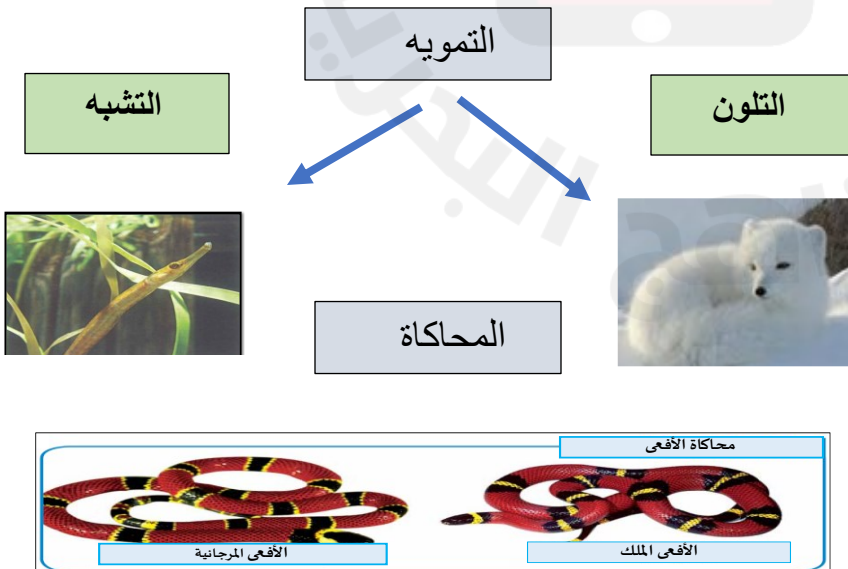 التمويه
التلون
التشبه
المحاكاة
محاكاة الأفعى
الأفعى الملك
الأفعى المرجانية